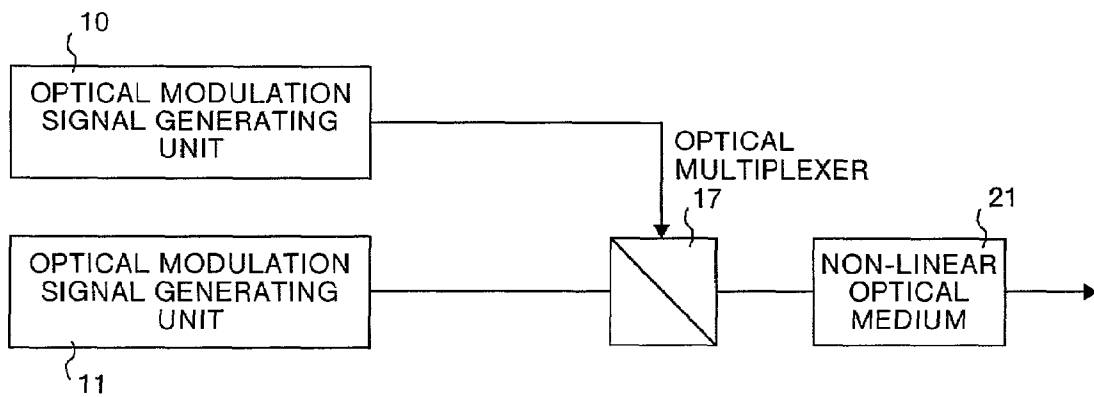 10
OPTICAL MODULATION
SIGNAL GENERATING
UNIT
OPTICAL
MULTIPLEXER
17
21
OPTICAL MODULATION
SIGNAL GENERATING
UNIT
NON-LINEAR
OPTICAL
MEDIUM
11